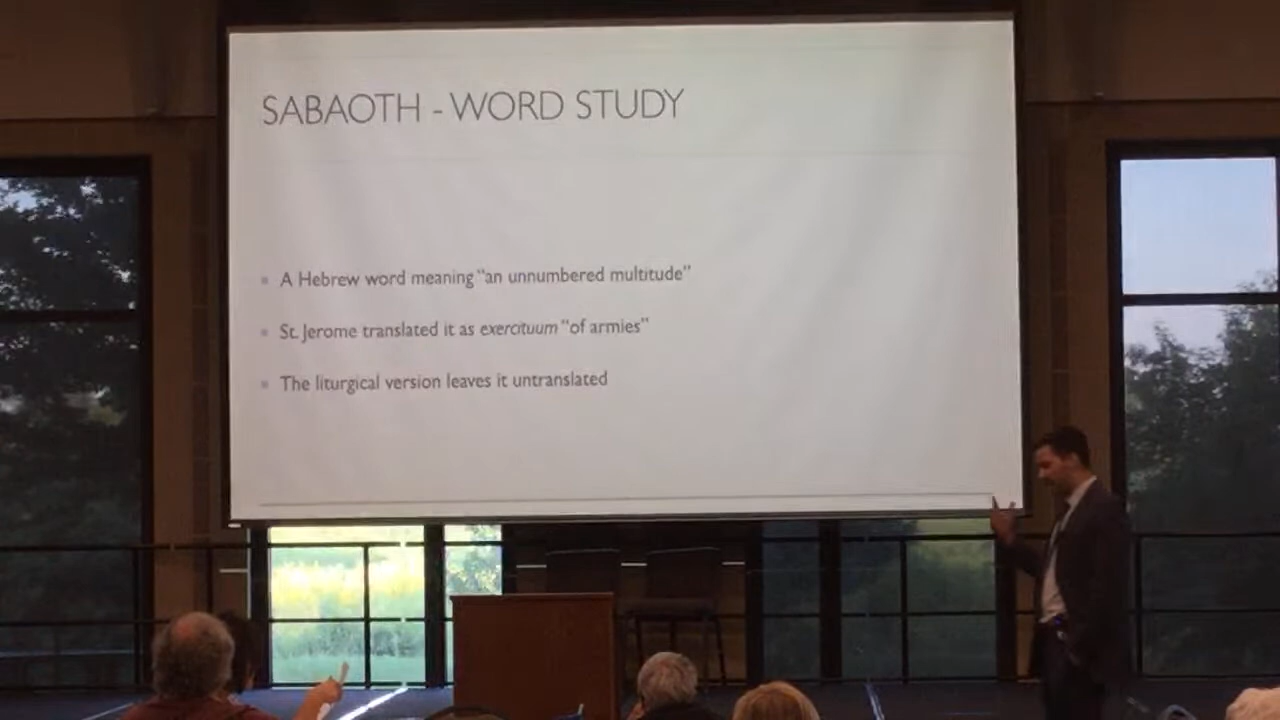 SABAOTH - WORD STUDY
A Hebrew word meaning “an unnumbered multitude”
St. Jerome translated it as exercituum “of armies”
The liturgical version leaves it untranslated